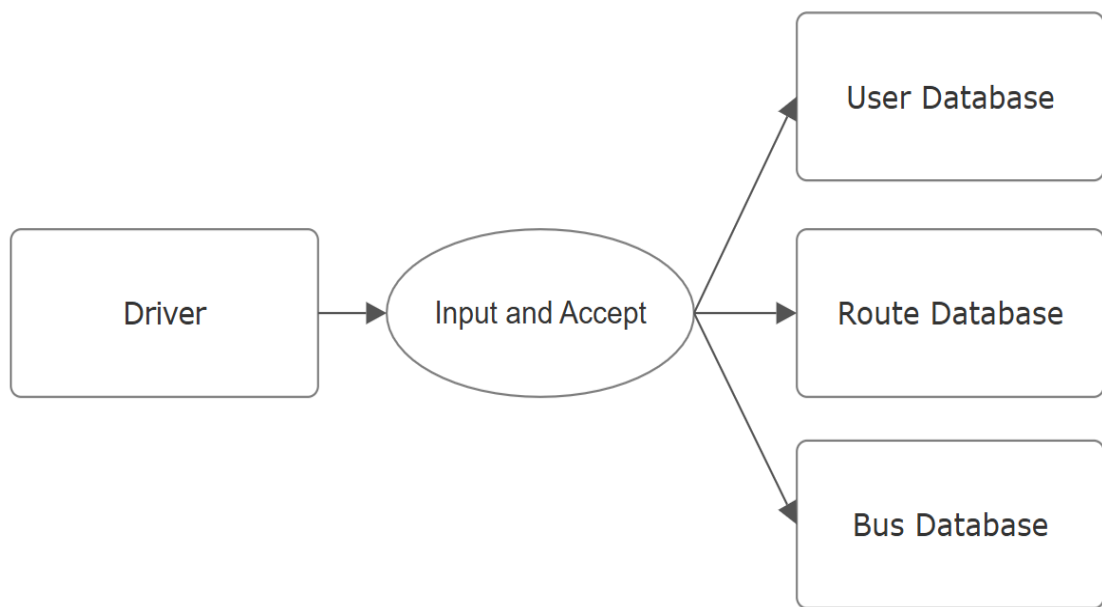 User Database
Driver
Input and Accept
Route Database
Bus Database